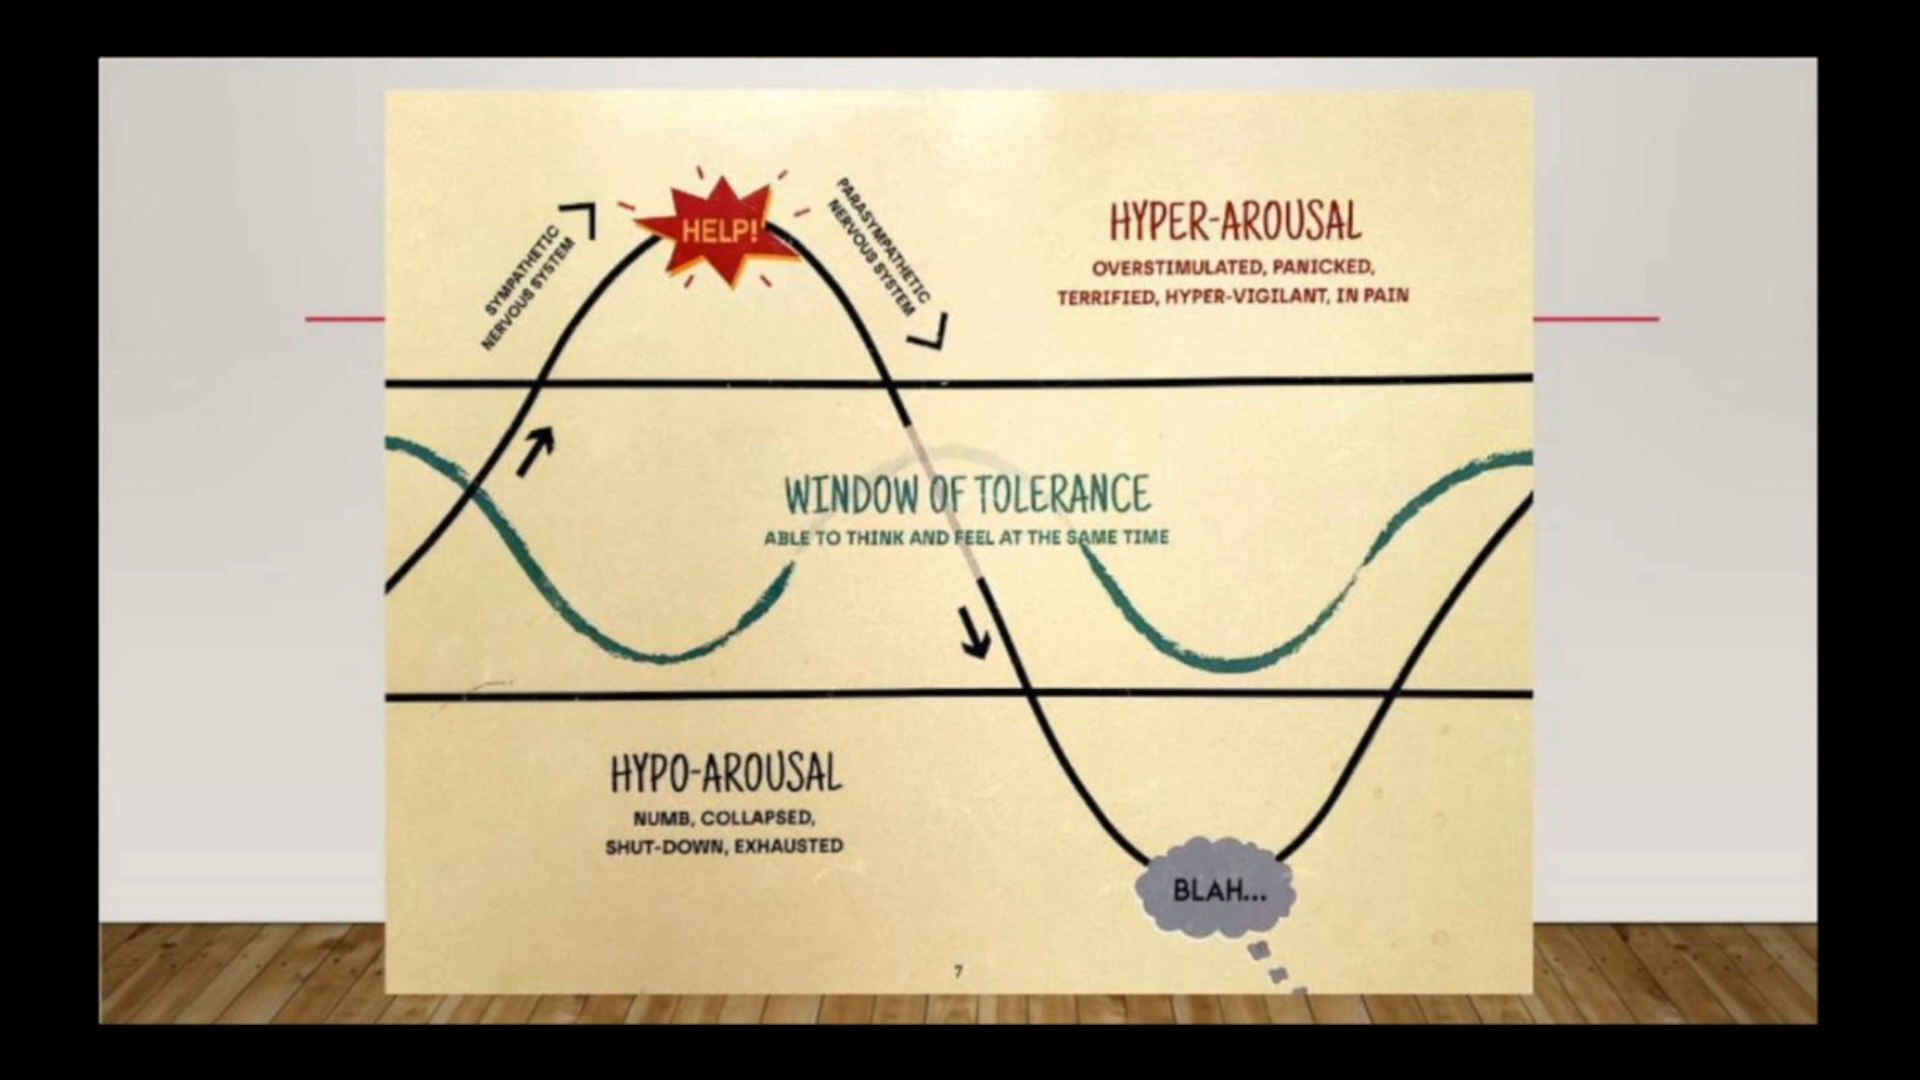 HELP!
SYMPATHETIC
NERVOUS SYSTEM
PARASYMPATHETIC
NERVOUS SYSTEM
HYPER-AROUSAL
OVERSTIMULATED, PANICKED,
TERRIFIED, HYPER-VIGILANT, IN PAIN
WINDOW OF TOLERANCE
ABLE TO THINK AND FEEL AT THE SAME TIME
HYPO-AROUSAL
NUMB, COLLAPSED,
SHUT-DOWN, EXHAUSTED
BLAH...
7